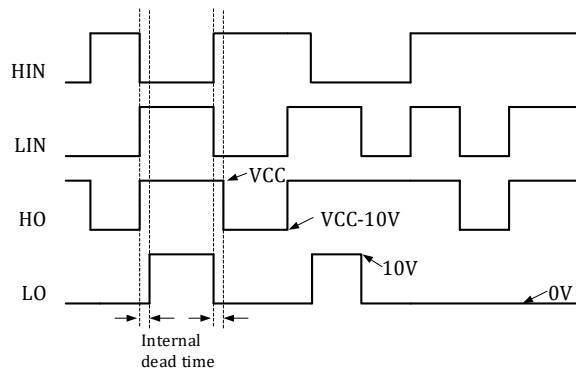 HIN
LIN
VCC
HO
VCC-10V
10V
LO
0V
Internal
dead time